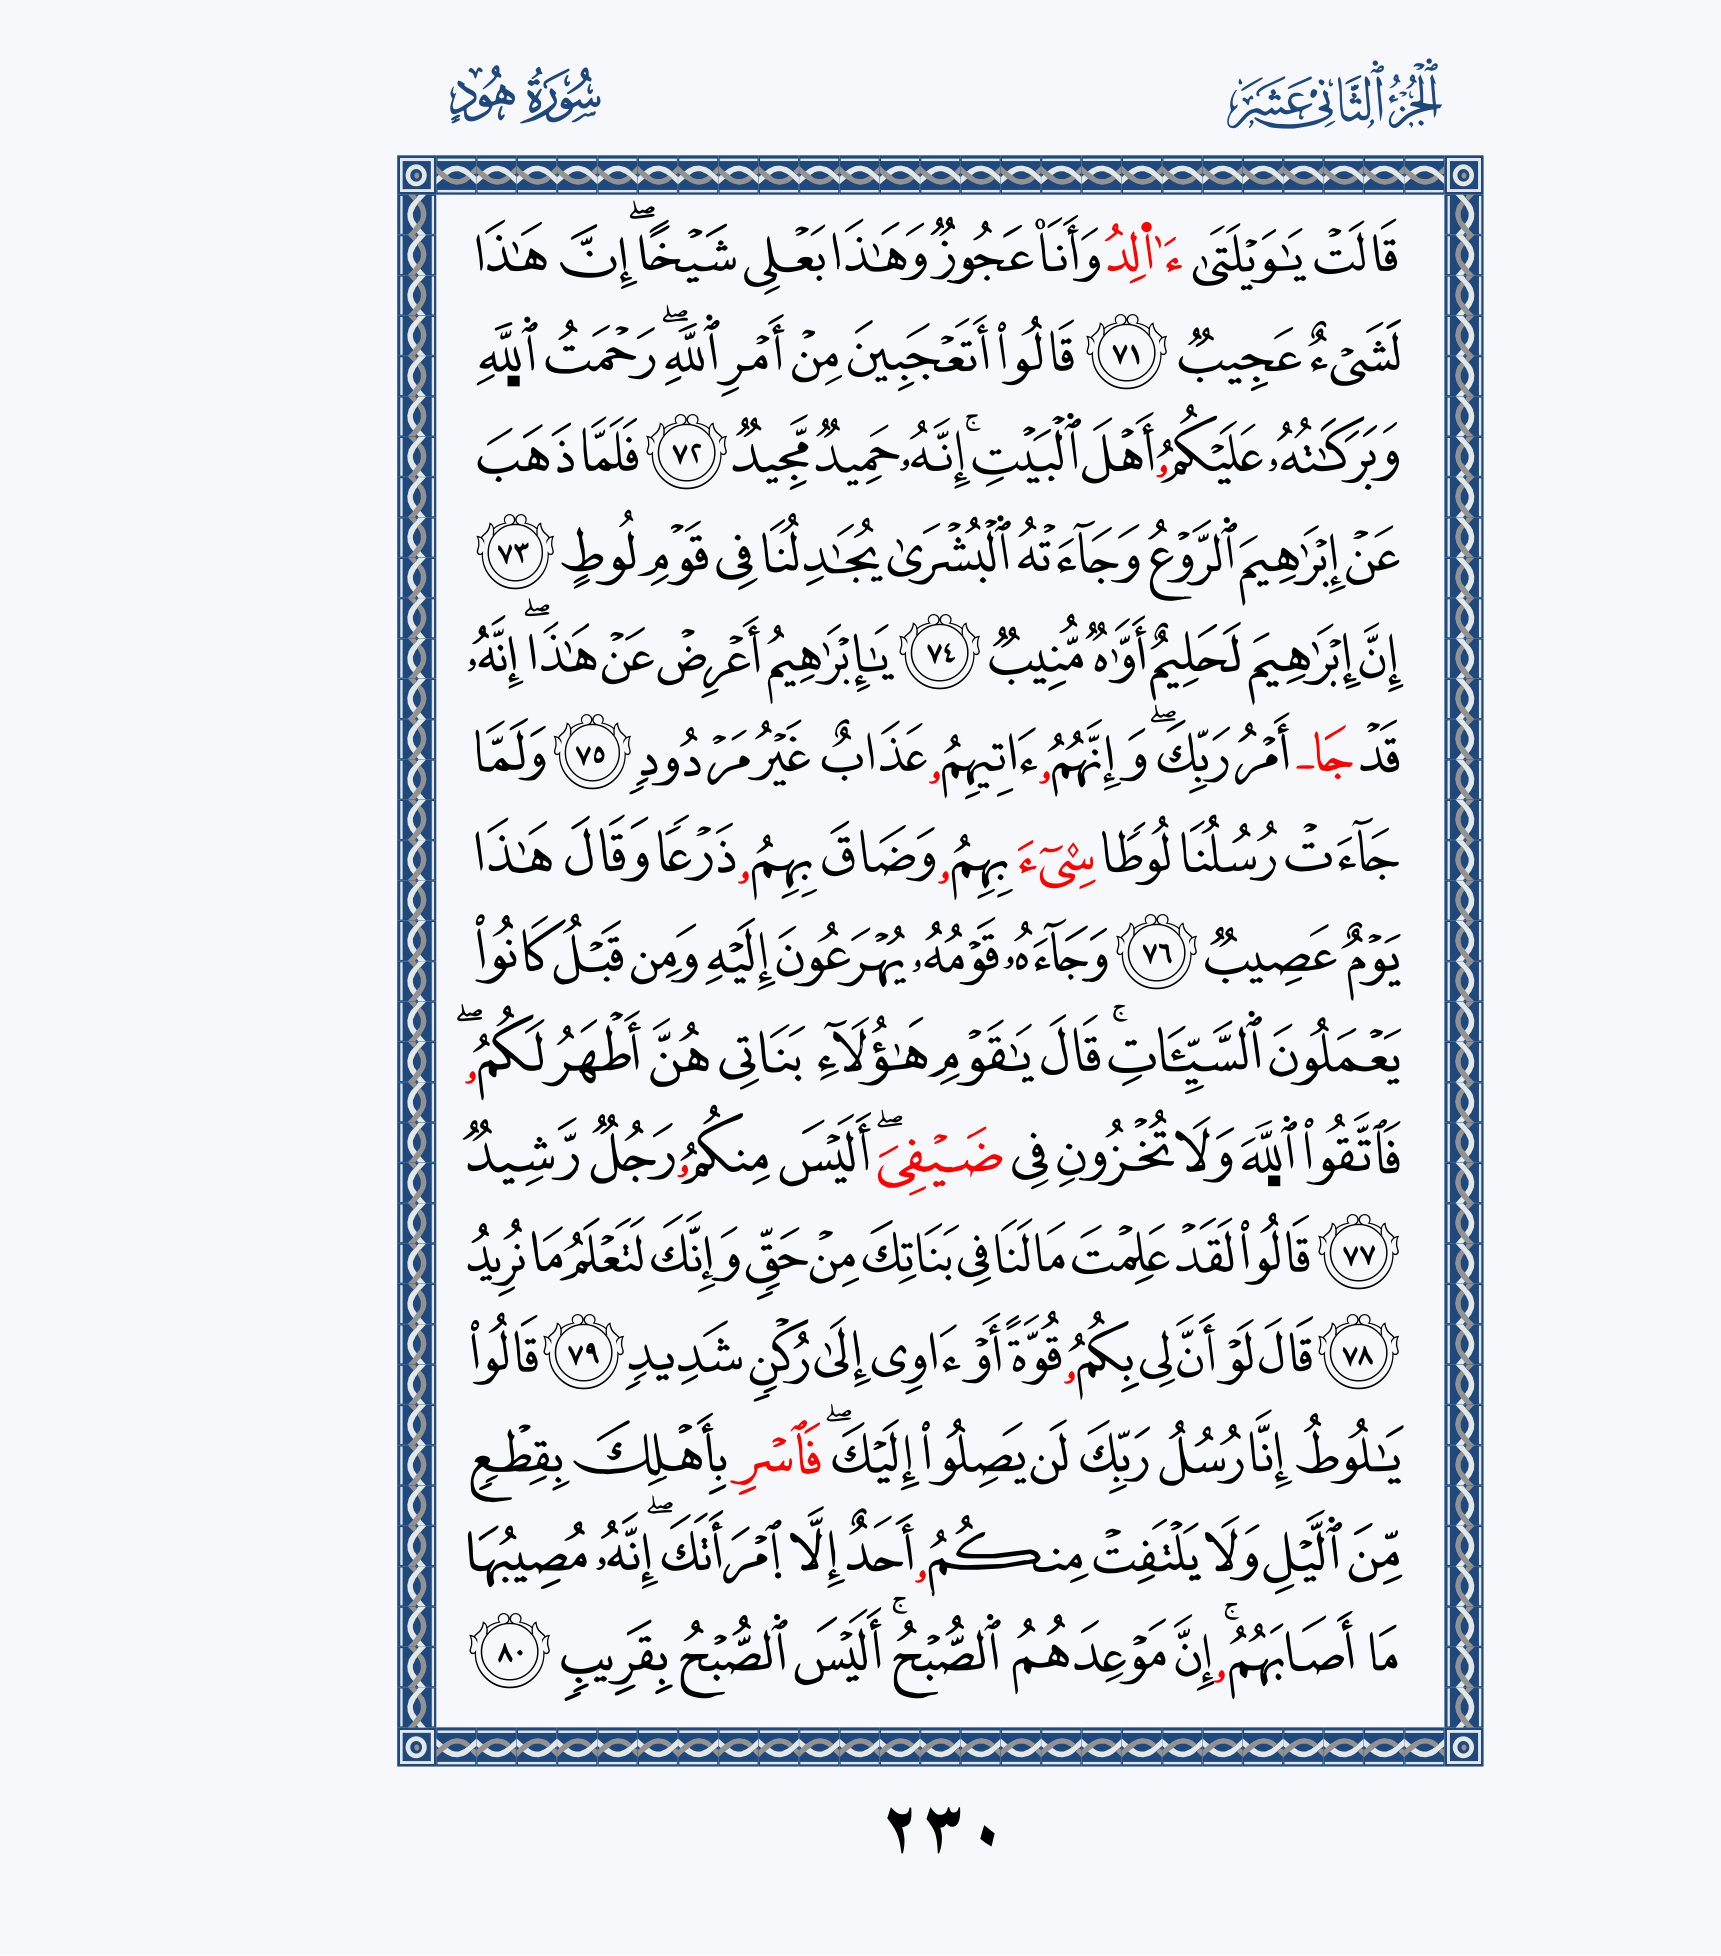 ٱلْجُزْءُ ٱلثَّانِي عَشَرَ
سُورَةُ هُودٍ
قَالَتۡ يَٰوَيۡلَتَىٰ ءَا۬لِدُ وَأَنَا۠ عَجُوزٞ وَهَٰذَا بَعۡلِي شَيۡخًاۖ إِنَّ هَٰذَا
لَشَيۡءٌ عَجِيبٞ ٧١ قَالُوٓاْ أَتَعۡجَبِينَ مِنۡ أَمۡرِ ٱللَّهِۖ رَحۡمَتُ ٱللَّهِ
وَبَرَكَٰتُهُۥ عَلَيۡكُمُۥ أَهۡلَ ٱلۡبَيۡتِۚ إِنَّهُۥ حَمِيدٞ مَّجِيدٞ ٧٢ فَلَمَّا ذَهَبَ
عَنۡ إِبۡرَٰهِيمَ ٱلرَّوۡعُ وَجَآءَتۡهُ ٱلۡبُشۡرَىٰ يُجَٰدِلُنَا فِي قَوۡمِ لُوطٍ ٧٣
إِنَّ إِبۡرَٰهِيمَ لَحَلِيمٌ أَوَّٰهٞ مُّنِيبٞ ٧٤ يَٰإِبۡرَٰهِيمُ أَعۡرِضۡ عَنۡ هَٰذَاۖ إِنَّهُۥ
قَدۡ جَا ـ أَمۡرُ رَبِّكَۖ وَإِنَّهُمُۥ ءَاتِيهِمُۥ عَذَابٌ غَيۡرُ مَرۡدُودٖ ٧٥ وَلَمَّا
جَآءَتۡ رُسُلُنَا لُوطٗا سِيٓءَ بِهِمُۥ وَضَاقَ بِهِمُۥ ذَرۡعٗا وَقَالَ هَٰذَا
يَوۡمٌ عَصِيبٞ ٧٦ وَجَآءَهُۥ قَوۡمُهُۥ يُهۡرَعُونَ إِلَيۡهِ وَمِن قَبۡلُ كَانُواْ
يَعۡمَلُونَ ٱلسَّيِّـَٔاتِۚ قَالَ يَٰقَوۡمِ هَٰؤُلَآءِ بَنَاتِي هُنَّ أَطۡهَرُ لَكُمُۥۖ
فَٱتَّقُواْ ٱللَّهَ وَلَا تُخۡزُونِ فِي ضَيۡفِيَۖ أَلَيۡسَ مِنكُمُۥ رَجُلٞ رَّشِيدٞ
٧٧ قَالُواْ لَقَدۡ عَلِمۡتَ مَا لَنَا فِي بَنَاتِكَ مِنۡ حَقّٖ وَإِنَّكَ لَتَعۡلَمُ مَا نُرِيدُ
٧٨ قَالَ لَوۡ أَنَّ لِي بِكُمُۥ قُوَّةً أَوۡ ءَاوِي إِلَىٰ رُكۡنٖ شَدِيدٖ ٧٩ قَالُواْ
يَٰلُوطُ إِنَّا رُسُلُ رَبِّكَ لَن يَصِلُواْ إِلَيۡكَۖ فَٱسۡرِ بِأَهۡلِكَ بِقِطۡعٖ
مِّنَ ٱلَّيۡلِ وَلَا يَلۡتَفِتۡ مِنكُمُۥ أَحَدٌ إِلَّا ٱمۡرَأَتَكَۖ إِنَّهُۥ مُصِيبُهَا
مَا أَصَابَهُمُۥۚ إِنَّ مَوۡعِدَهُمُ ٱلصُّبۡحُۚ أَلَيۡسَ ٱلصُّبۡحُ بِقَرِيبٖ ٨٠
٢٣٠